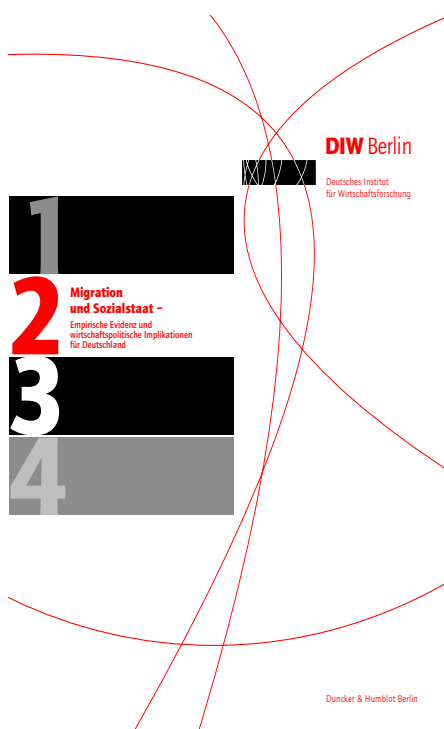 DIW Berlin
Deutsches Institut
für Wirtschaftsforschung
1
2
Migration
und Sozialstaat –
Empirische Evidenz und
wirtschaftspolitische Implikationen
für Deutschland
3
4
Duncker & Humblot Berlin